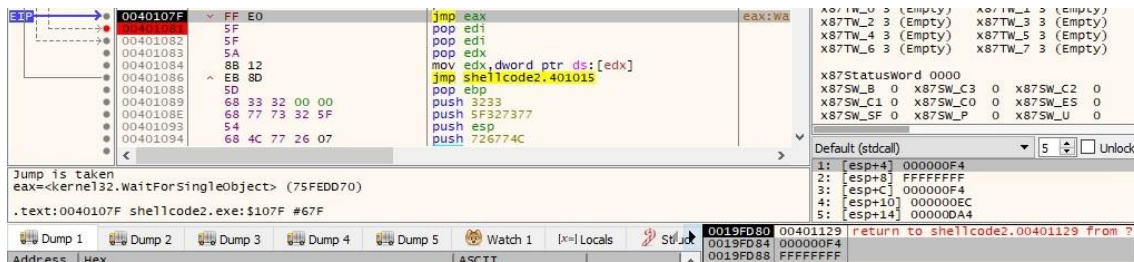 EIP 0040107F FF E0 jmp eax eax:Wa
00401081 5F pop edi
00401082 5F pop edi
00401083 5A pop edx
00401084 8B 12 mov edx,dword ptr ds:[edx]
00401086 EB 8D jmp shellcode2.401015
00401088 5D pop ebp
00401089 68 33 32 00 00 push 3233
0040108E 68 77 73 32 5F push 5F327377
00401093 54 push esp
00401094 68 4C 77 26 07 push 726774C
x87TW_0 3 (Empty) x87TW_1 3 (Empty)
x87TW_2 3 (Empty) x87TW_3 3 (Empty)
x87TW_4 3 (Empty) x87TW_5 3 (Empty)
x87TW_6 3 (Empty) x87TW_7 3 (Empty)
x87StatusWord 0000
x87SW_B 0 x87SW_C3 0 x87SW_C2 0
x87SW_C1 0 x87SW_C0 0 x87SW_ES 0
x87SW_SF 0 x87SW_P 0 x87SW_U 0
Default (stdcall) 5 Unlock
1: [esp+4] 000000F4
2: [esp+8] FFFFFFFF
3: [esp+C] 000000F4
4: [esp+10] 000000EC
5: [esp+14] 00000DA4
Jump is taken
eax=<kernel32.WaitForSingleObject> (75FEDD70)
.text:0040107F shellcode2.exe:$107F #67F
Dump 1 Dump 2 Dump 3 Dump 4 Dump 5 Watch 1 [x=] Locals Struct
Address Hex ASCII
0019FD80 00401129 return to shellcode2.00401129 from ?
0019FD84 000000F4
0019FD88 FFFFFFFF